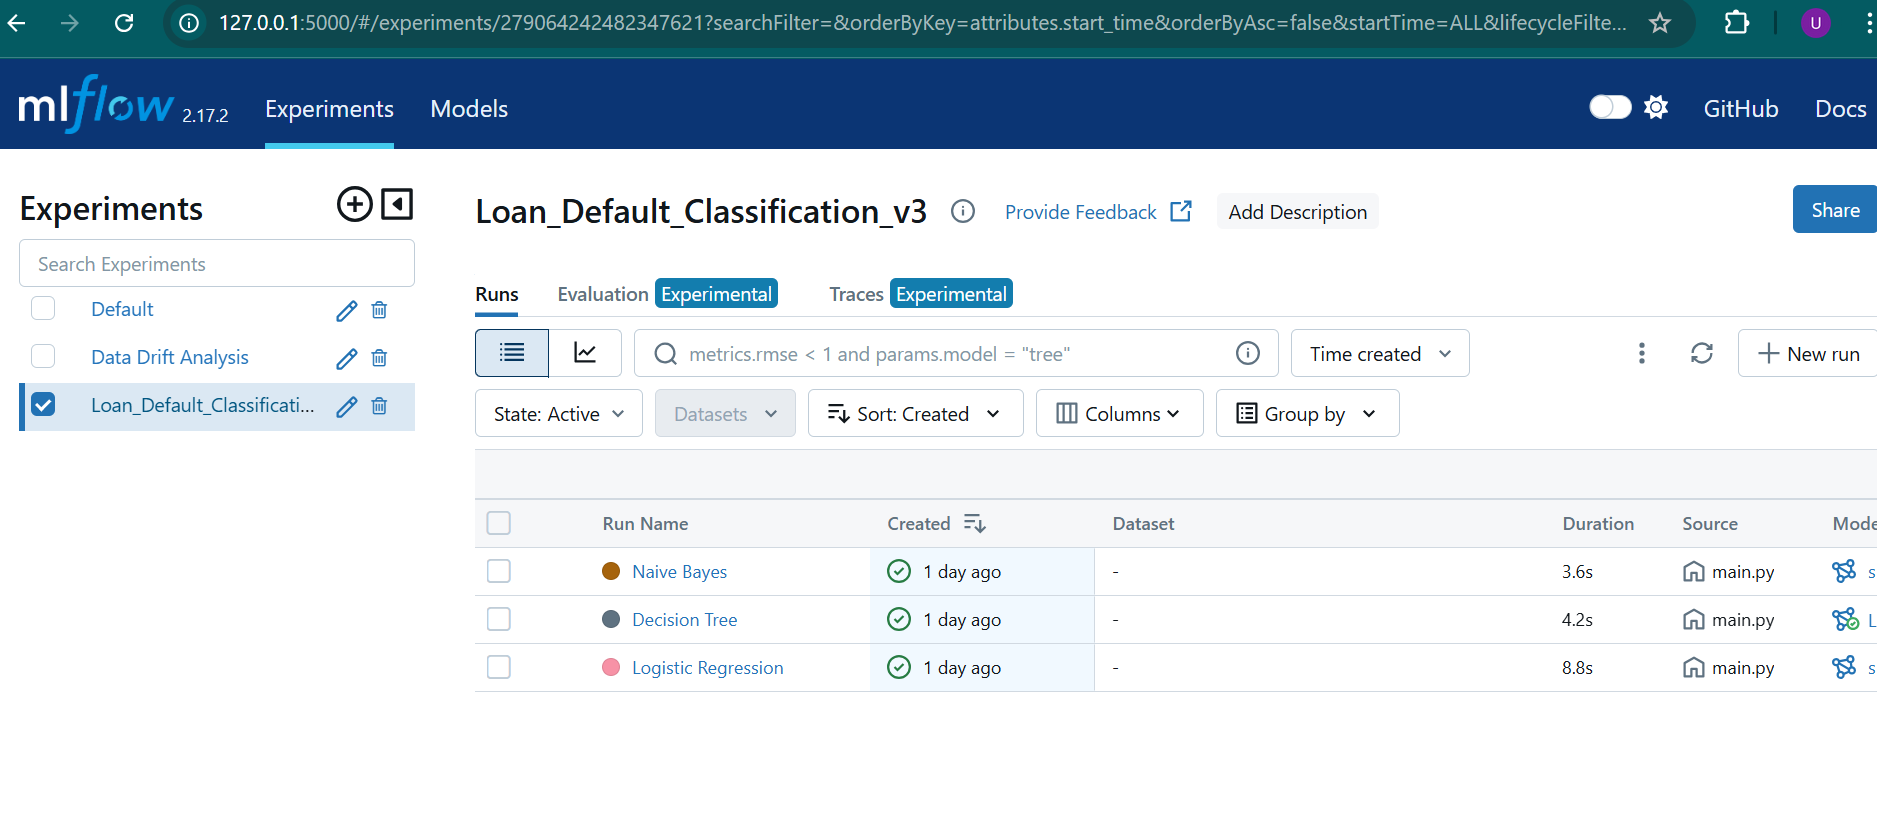 127.0.0.1:5000/#/experiments/279064242482347621?searchFilter=&orderByKey=attributes.start_time&orderByAsc=false&startTime=ALL&lifecycleFilte...
U
mlflow 2.17.2
Experiments
Models
GitHub
Docs
Experiments
Search Experiments
Default
Data Drift Analysis
Loan_Default_Classificati...
Loan_Default_Classification_v3
Provide Feedback
Add Description
Share
Runs
Evaluation Experimental
Traces Experimental
metrics.rmse < 1 and params.model = "tree"
Time created
New run
State: Active
Datasets
Sort: Created
Columns
Group by
Run Name Created Dataset Duration Source Mode
Naive Bayes 1 day ago - 3.6s main.py s
Decision Tree 1 day ago - 4.2s main.py L
Logistic Regression 1 day ago - 8.8s main.py s